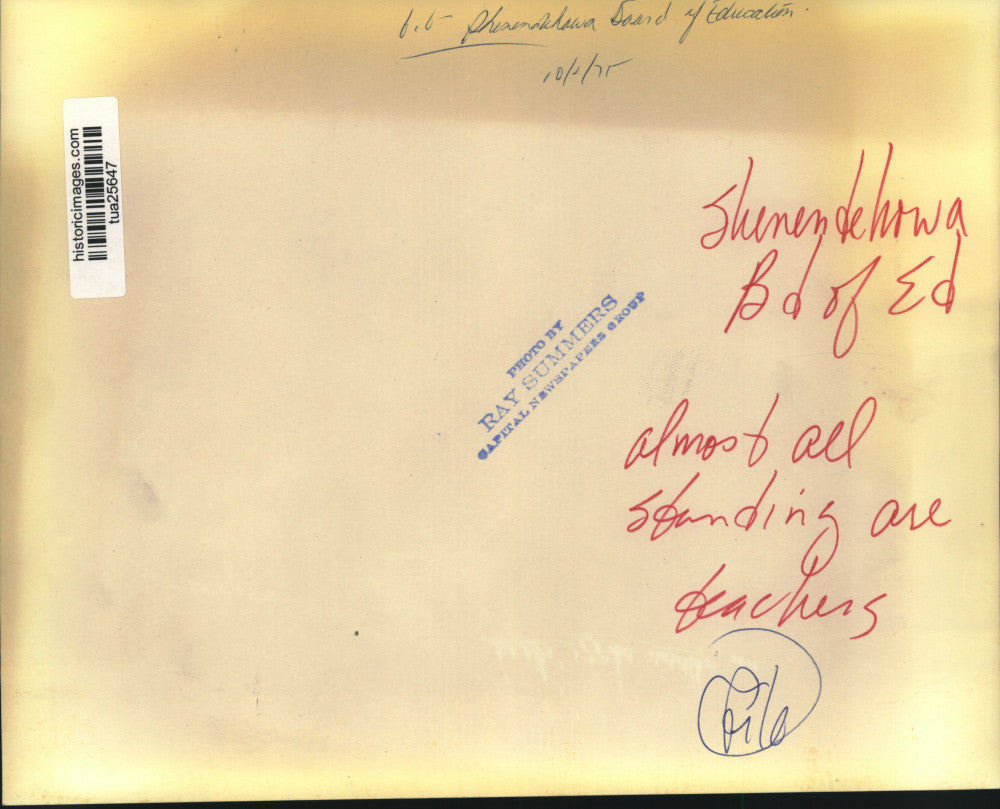 Shenendehowa Board of Education.
10/2/75
historicimages.com
tua25647
Shenendehowa
Bd of Ed
PHOTO BY
RAY SUMMERS
CAPITAL NEWSPAPERS GROUP
almost all
standing are
teachers
File